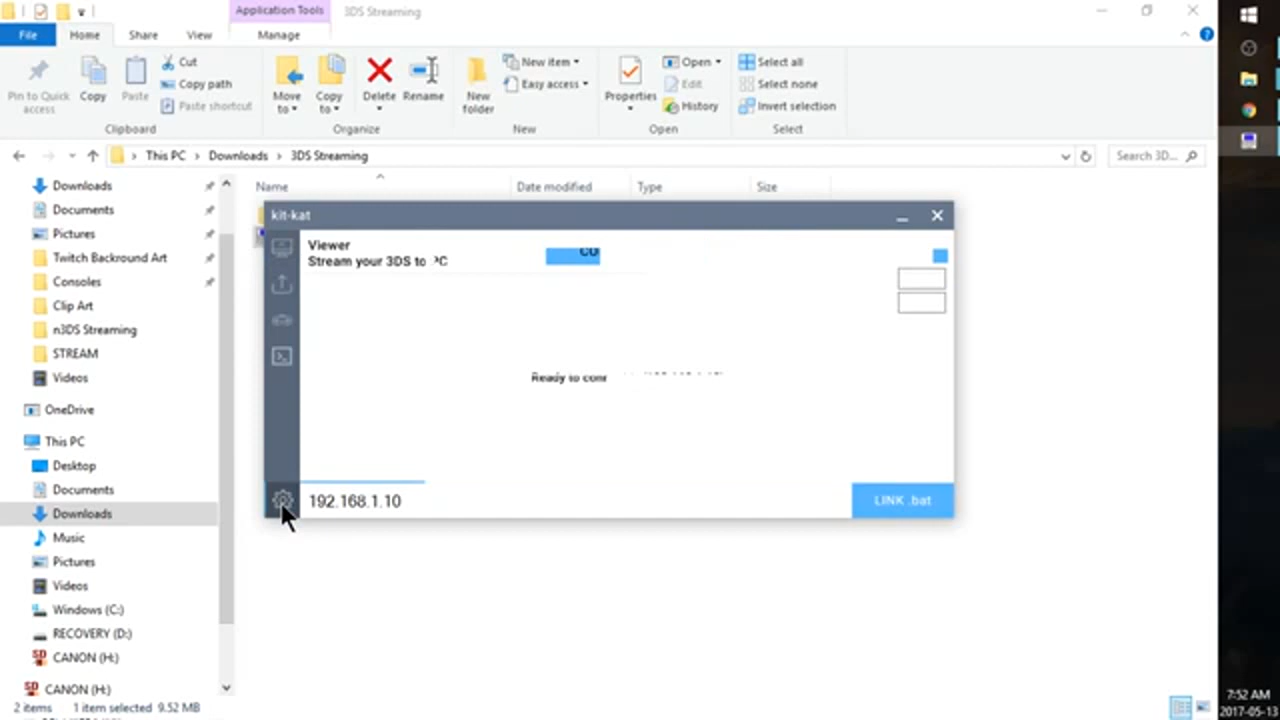 Application Tools
3DS Streaming
File
Home
Share
View
Manage
Pin to Quick access
Copy
Paste
Cut
Copy path
Paste shortcut
Move to
Copy to
Delete
Rename
New folder
New item
Easy access
Properties
Open
Edit
History
Select all
Select none
Invert selection
Clipboard
Organize
New
Open
Select
This PC > Downloads > 3DS Streaming
Search 3D...
Name
Date modified
Type
Size
Downloads
Documents
Pictures
Twitch Backround Art
Consoles
Clip Art
n3DS Streaming
STREAM
Videos
OneDrive
This PC
Desktop
Documents
Downloads
Music
Pictures
Videos
Windows (C:)
RECOVERY (D:)
CANON (H:)
CANON (H:)
2 items
1 item selected 9.52 MB
kit-kat
Viewer
Stream your 3DS to PC
CO
Ready to
192.168.1.10
LINK .bat
7:52 AM
2017-05-13